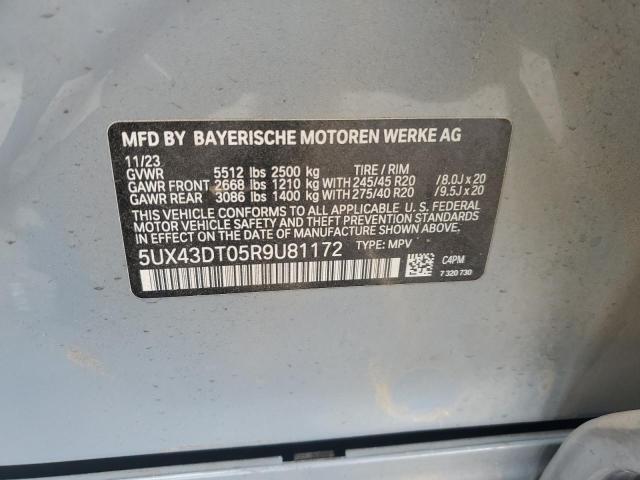 MFD BY BAYERISCHE MOTOREN WERKE AG
11/23
GVWR 5512 lbs 2500 kg TIRE / RIM
GAWR FRONT 2668 lbs 1210 kg WITH 245/45 R20 /8.0J x 20
GAWR REAR 3086 lbs 1400 kg WITH 275/40 R20 /9.5J x 20
THIS VEHICLE CONFORMS TO ALL APPLICABLE U. S. FEDERAL
MOTOR VEHICLE SAFETY AND THEFT PREVENTION STANDARDS
IN EFFECT ON THE DATE OF MANUFACTURE SHOWN ABOVE.
5UX43DT05R9U81172 TYPE: MPV
C4PM
7 320 730